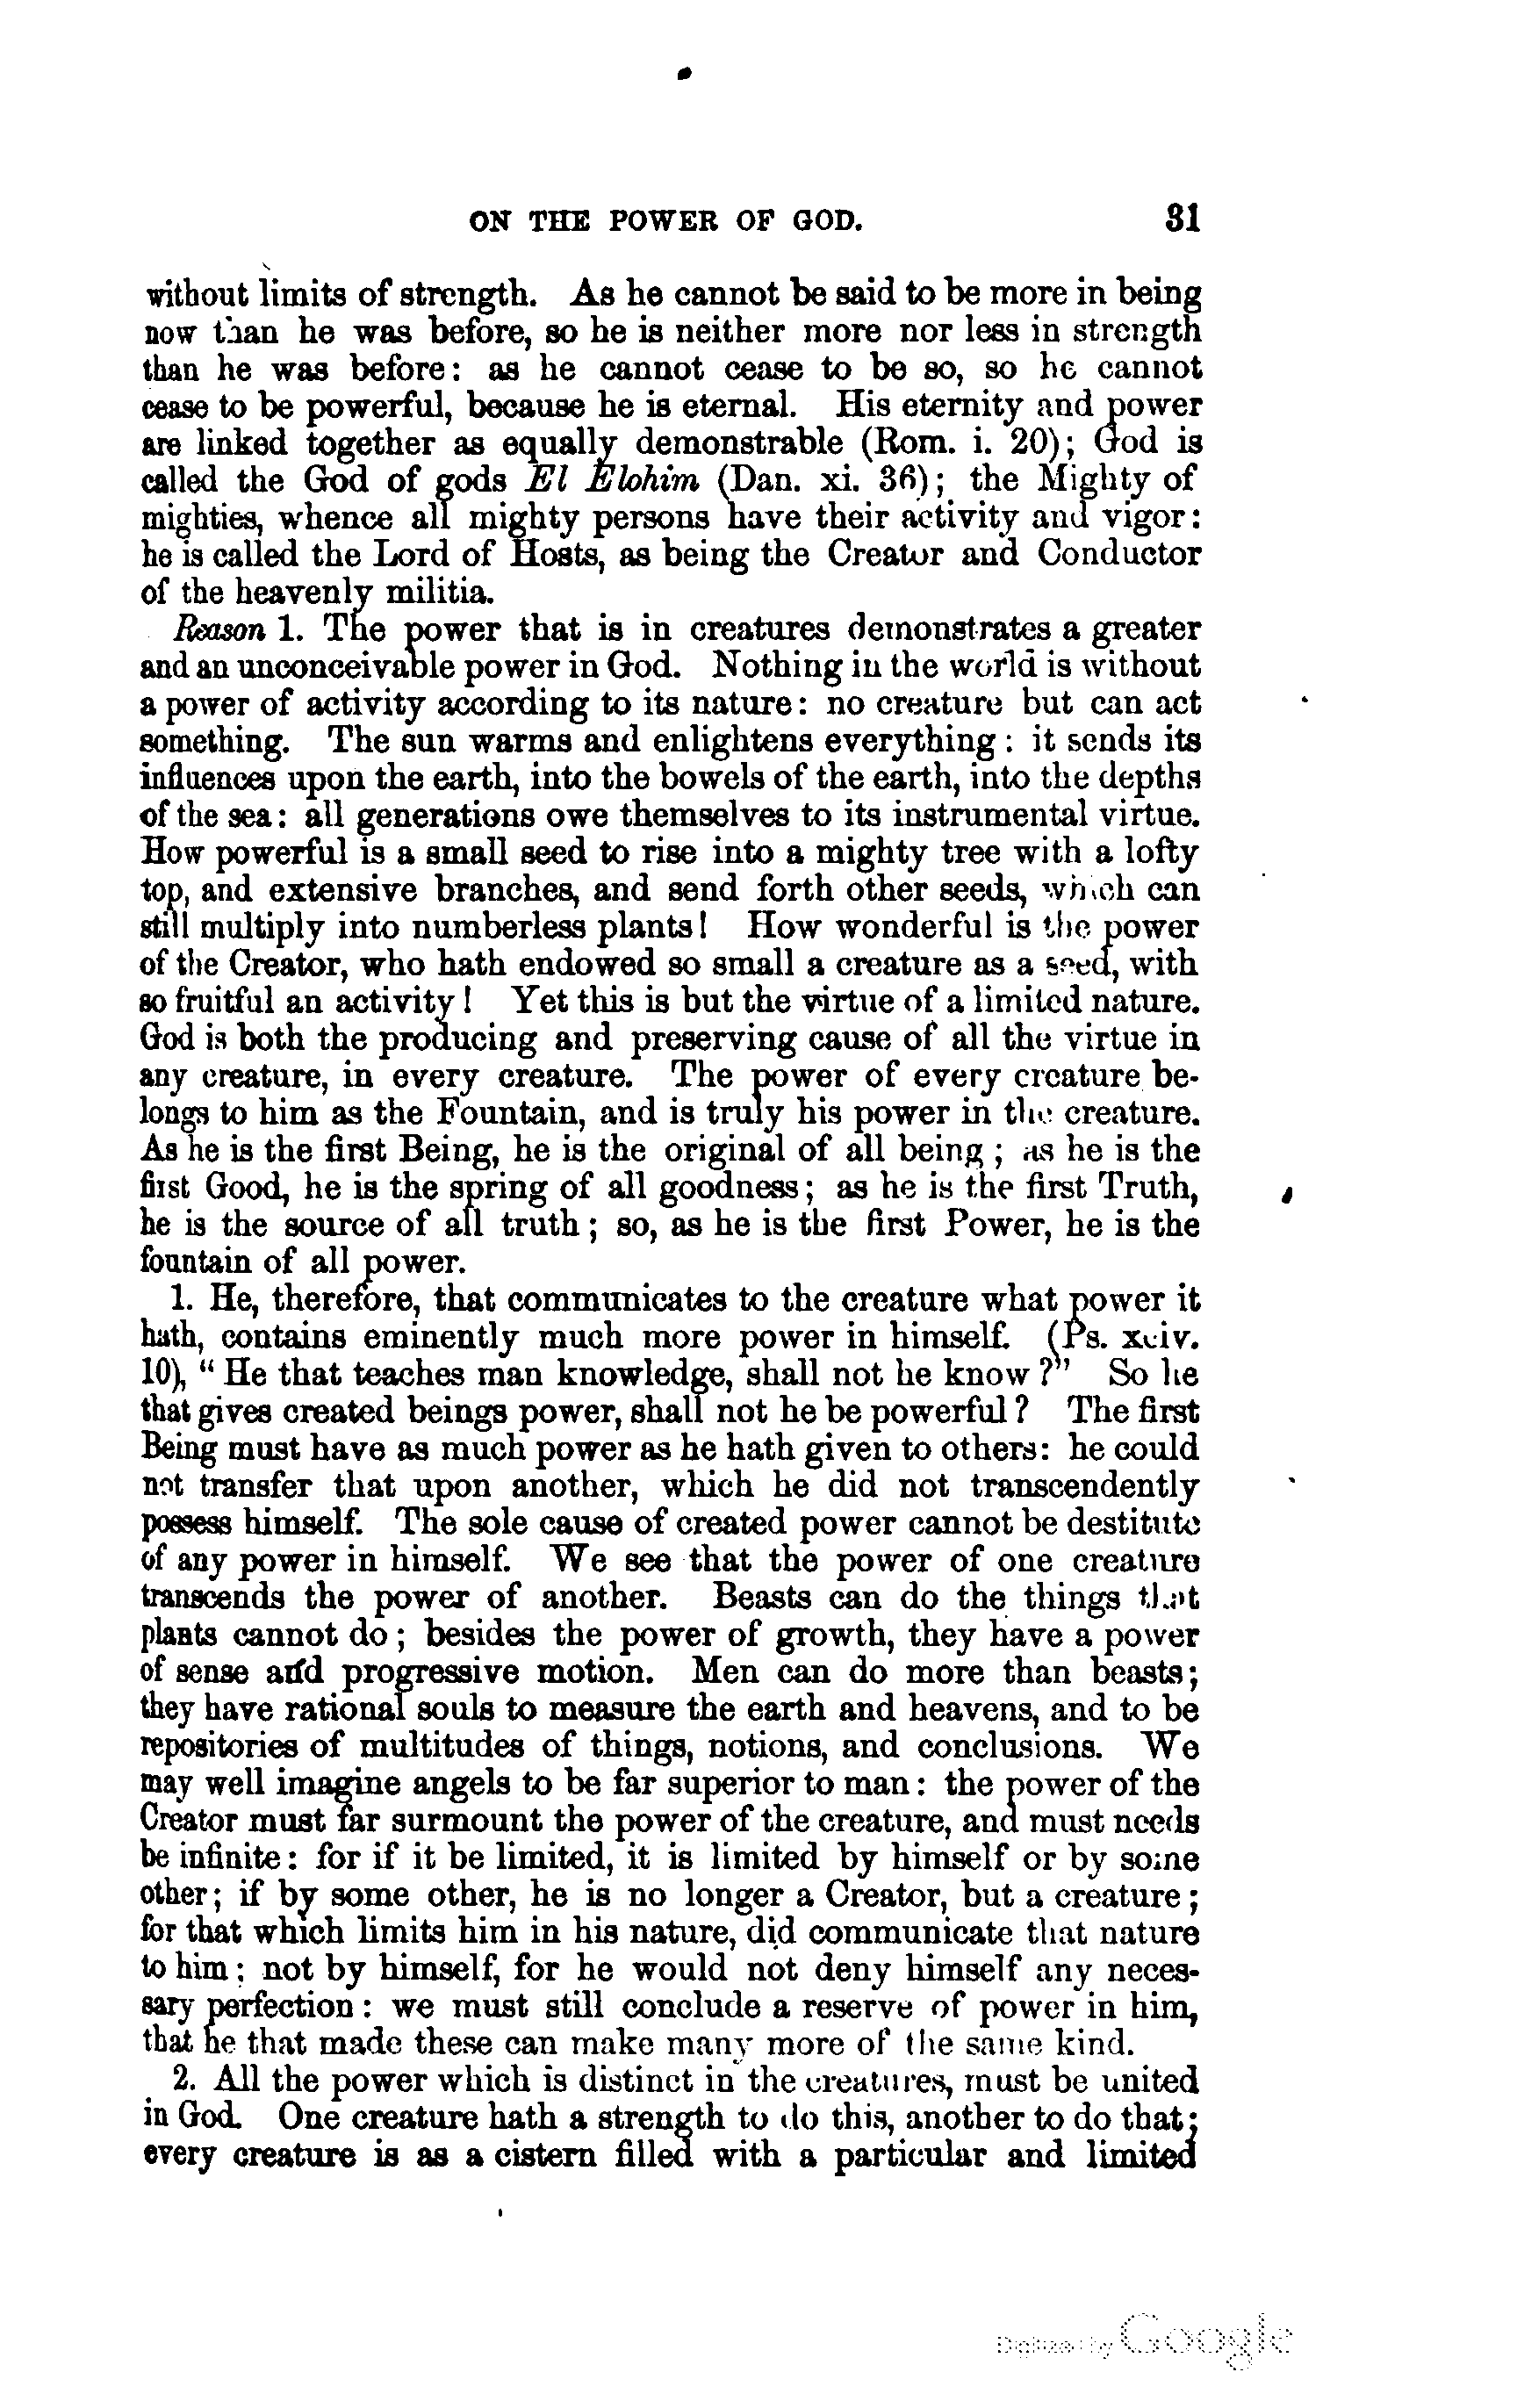 ON THE POWER OF GOD. 31
without limits of strength. As he cannot be said to be more in being
now than he was before, so he is neither more nor less in strength
than he was before: as he cannot cease to be so, so he cannot
cease to be powerful, because he is eternal. His eternity and power
are linked together as equally demonstrable (Rom. i. 20); God is
called the God of gods El Elohim (Dan. xi. 36); the Mighty of
mighties, whence all mighty persons have their activity and vigor:
he is called the Lord of Hosts, as being the Creator and Conductor
of the heavenly militia.
Reason 1. The power that is in creatures demonstrates a greater
and an unconceivable power in God. Nothing in the world is without
a power of activity according to its nature: no creature but can act
something. The sun warms and enlightens everything: it sends its
influences upon the earth, into the bowels of the earth, into the depths
of the sea: all generations owe themselves to its instrumental virtue.
How powerful is a small seed to rise into a mighty tree with a lofty
top, and extensive branches, and send forth other seeds, which can
still multiply into numberless plants! How wonderful is the power
of the Creator, who hath endowed so small a creature as a seed, with
so fruitful an activity! Yet this is but the virtue of a limited nature.
God is both the producing and preserving cause of all the virtue in
any creature, in every creature. The power of every creature be-
longs to him as the Fountain, and is truly his power in the creature.
As he is the first Being, he is the original of all being; as he is the
first Good, he is the spring of all goodness; as he is the first Truth,
he is the source of all truth; so, as he is the first Power, he is the
fountain of all power.
1. He, therefore, that communicates to the creature what power it
hath, contains eminently much more power in himself. (Ps. xciv.
10), “He that teaches man knowledge, shall not he know?” So he
that gives created beings power, shall not he be powerful? The first
Being must have as much power as he hath given to others: he could
not transfer that upon another, which he did not transcendently
possess himself. The sole cause of created power cannot be destitute
of any power in himself. We see that the power of one creature
transcends the power of another. Beasts can do the things that
plants cannot do; besides the power of growth, they have a power
of sense and progressive motion. Men can do more than beasts;
they have rational souls to measure the earth and heavens, and to be
repositories of multitudes of things, notions, and conclusions. We
may well imagine angels to be far superior to man: the power of the
Creator must far surmount the power of the creature, and must needs
be infinite: for if it be limited, it is limited by himself or by some
other; if by some other, he is no longer a Creator, but a creature;
for that which limits him in his nature, did communicate that nature
to him; not by himself, for he would not deny himself any neces-
sary perfection: we must still conclude a reserve of power in him,
that he that made these can make many more of the same kind.
2. All the power which is distinct in the creatures, must be united
in God. One creature hath a strength to do this, another to do that;
every creature is as a cistern filled with a particular and limited
Digitized by Google